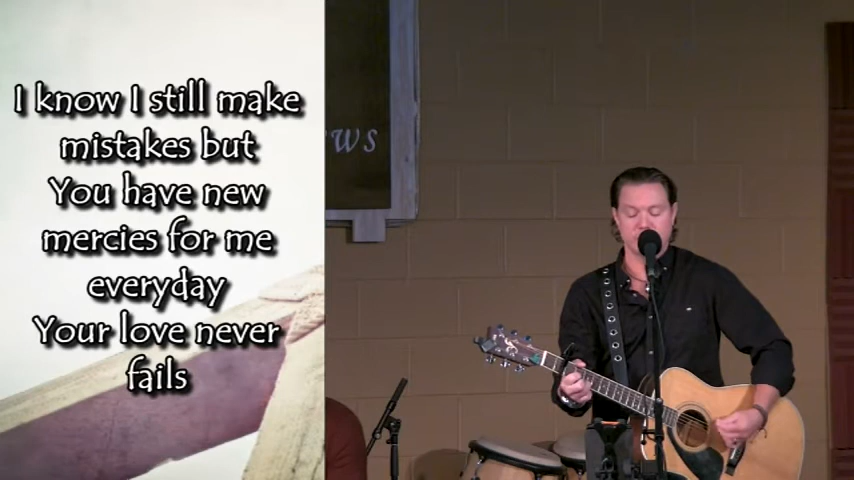 I know I still make
mistakes but
You have new
mercies for me
everyday
Your love never
fails